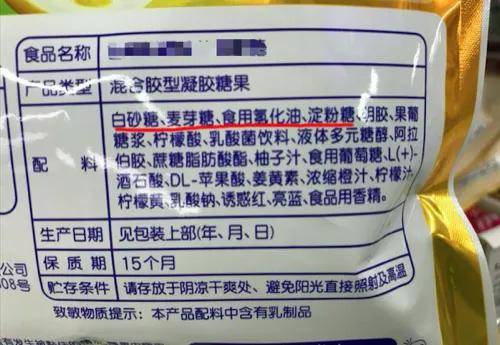 食品名称
糖
产品类型 混合胶型凝胶糖果
白砂糖、麦芽糖、食用氢化油、淀粉糖、明胶、果葡
糖浆、柠檬酸、乳酸菌饮料、液体多元糖醇、阿拉
配料 伯胶、蔗糖脂肪酸酯、柚子汁、食用葡萄糖、L(+)-
酒石酸、DL-苹果酸、姜黄素、浓缩橙汁、柠檬汁、
柠檬黄、乳酸钠、诱惑红、亮蓝、食品用香精。
生产日期 见包装上部(年、月、日)
公司 保质期 15个月
08号 贮存条件 请存放于阴凉干爽处、避免阳光直接照射及高温
致敏物质提示：本产品配料中含有乳制品